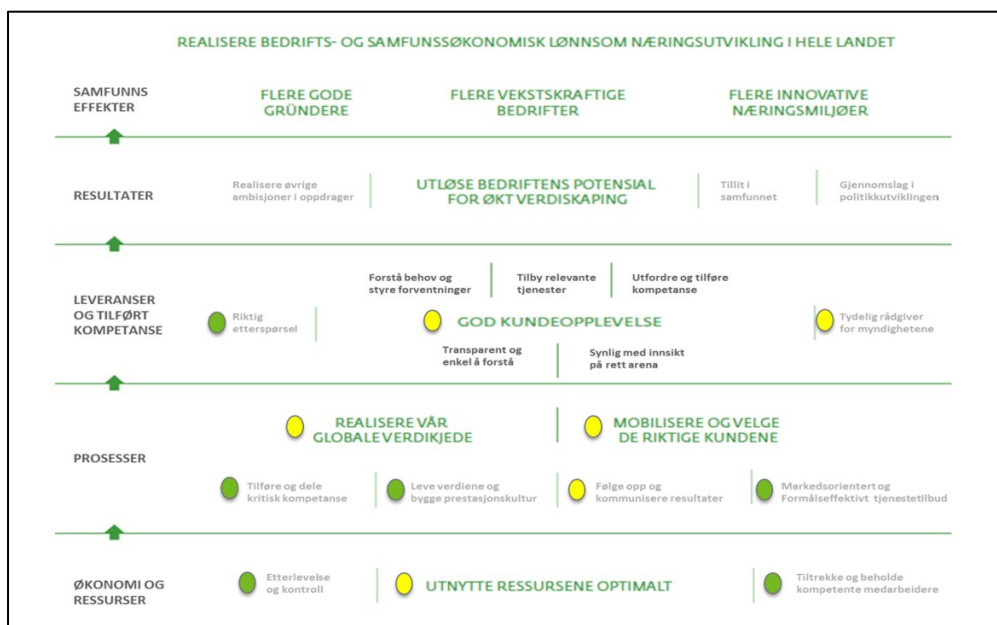 REALISERE BEDRIFTS- OG SAMFUNSSØKONOMISK LØNNSOM NÆRINGSUTVIKLING I HELE LANDET
SAMFUNNS
EFFEKTER
FLERE GODE
GRÜNDERE
FLERE VEKSTSKRAFTIGE
BEDRIFTER
FLERE INNOVATIVE
NÆRINGSMILJØER
RESULTATER
Realisere øvrige
ambisjoner i oppdrager
UTLØSE BEDRIFTENS POTENSIAL
FOR ØKT VERDISKAPING
Tillit i
samfunnet
Gjennomslag i
politikkutviklingen
LEVERANSER
OG TILFØRT
KOMPETANSE
Forstå behov og
styre forventninger
Tilby relevante
tjenester
Utfordre og tilføre
kompetanse
Riktig
etterspørsel
GOD KUNDEOPPLEVELSE
Tydelig rådgiver
for myndighetene
Transparent og
enkel å forstå
Synlig med innsikt
på rett arena
PROSESSER
REALISERE VÅR
GLOBALE VERDIKJEDE
MOBILISERE OG VELGE
DE RIKTIGE KUNDENE
Tilføre og dele
kritisk kompetanse
Leve verdiene og
bygge prestasjonskultur
Følge opp og
kommunisere resultater
Markedsorientert og
Formålseffektivt tjenestetilbud
ØKONOMI OG
RESSURSER
Etterlevelse
og kontroll
UTNYTTE RESSURSENE OPTIMALT
Tiltrekke og beholde
kompetente medarbeidere